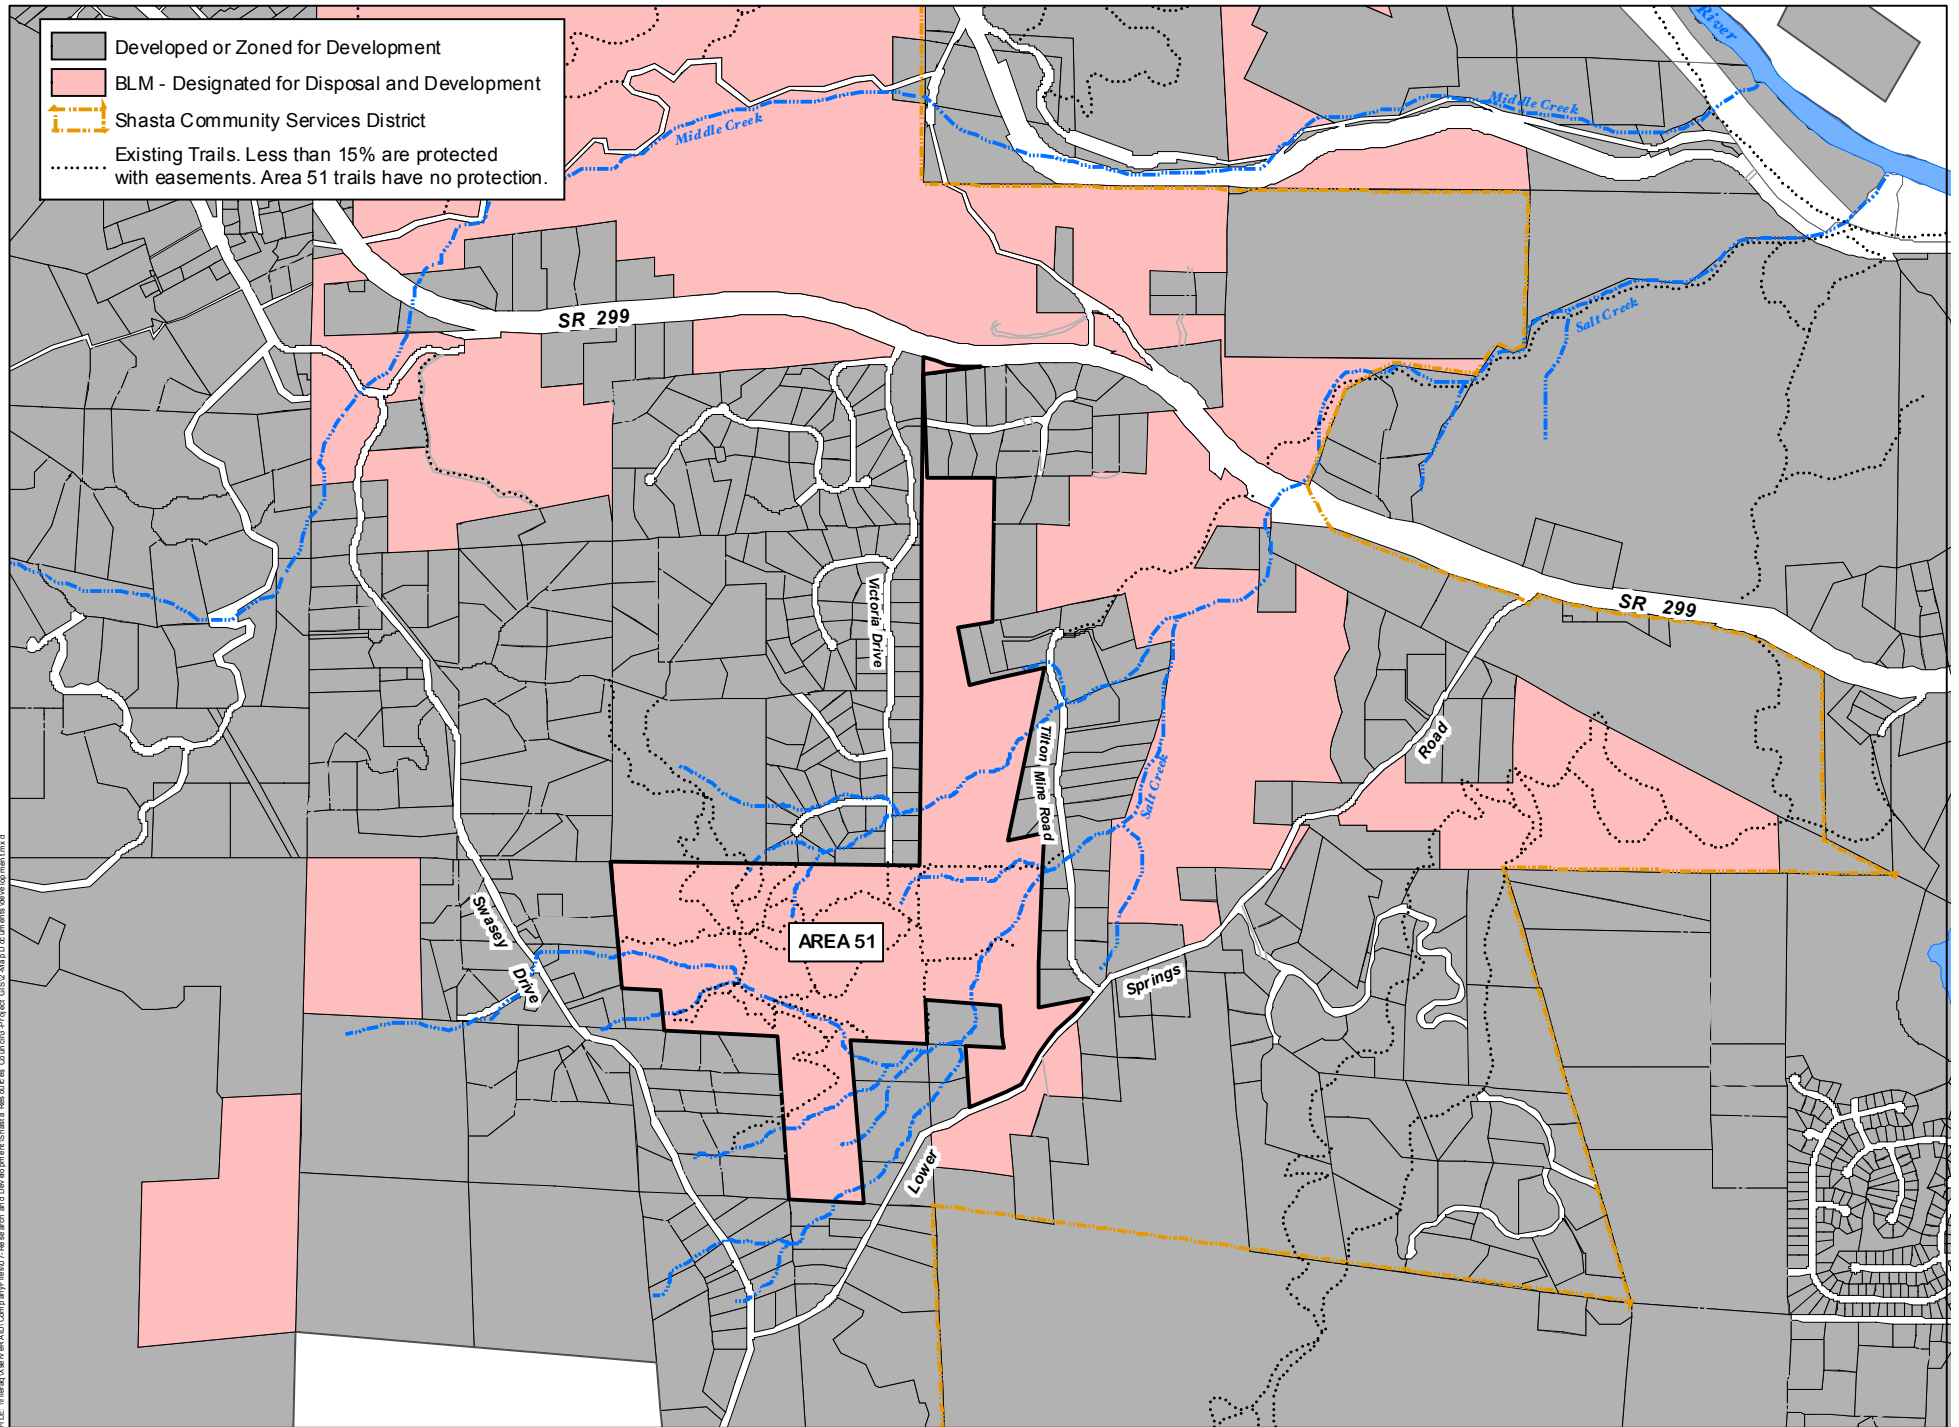 Developed or Zoned for Development
BLM - Designated for Disposal and Development
Shasta Community Services District
Existing Trails. Less than 15% are protected
with easements. Area 51 trails have no protection.
River
Middle Creek
Middle Creek
Salt Creek
SR 299
SR 299
Victoria Drive
Tilton Mine Road
Salt Creek
Road
Swasey
Drive
AREA 51
Springs
Lower